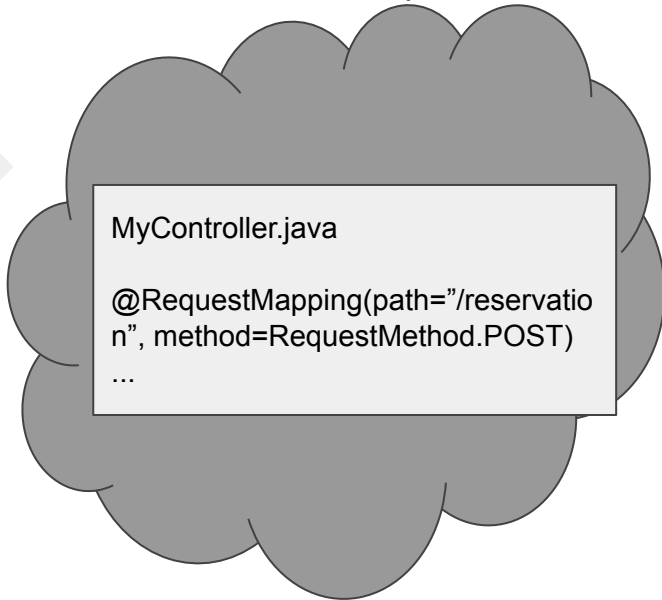 MyController.java
@RequestMapping(path=”/reservatio
n”, method=RequestMethod.POST)
...